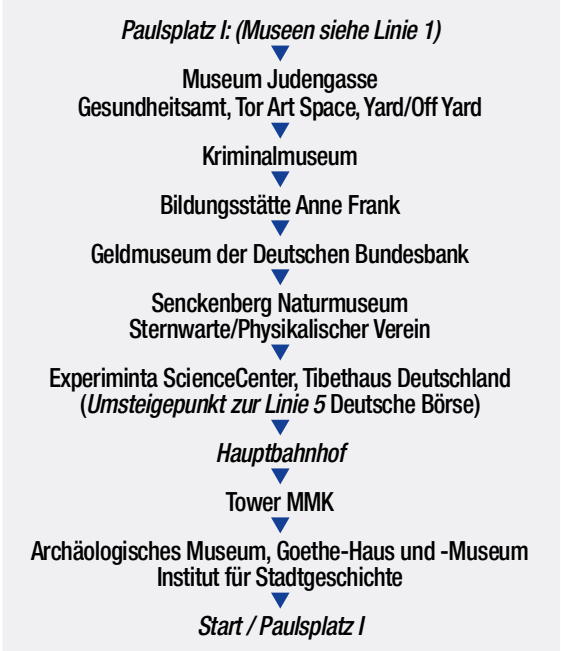 Paulsplatz I: (Museen siehe Linie 1)
Museum Judengasse
Gesundheitsamt, Tor Art Space, Yard/Off Yard
Kriminalmuseum
Bildungsstätte Anne Frank
Geldmuseum der Deutschen Bundesbank
Senckenberg Naturmuseum
Sternwarte/Physikalischer Verein
Experiminta ScienceCenter, Tibethaus Deutschland
(Umsteigepunkt zur Linie 5 Deutsche Börse)
Hauptbahnhof
Tower MMK
Archäologisches Museum, Goethe-Haus und -Museum
Institut für Stadtgeschichte
Start / Paulsplatz I